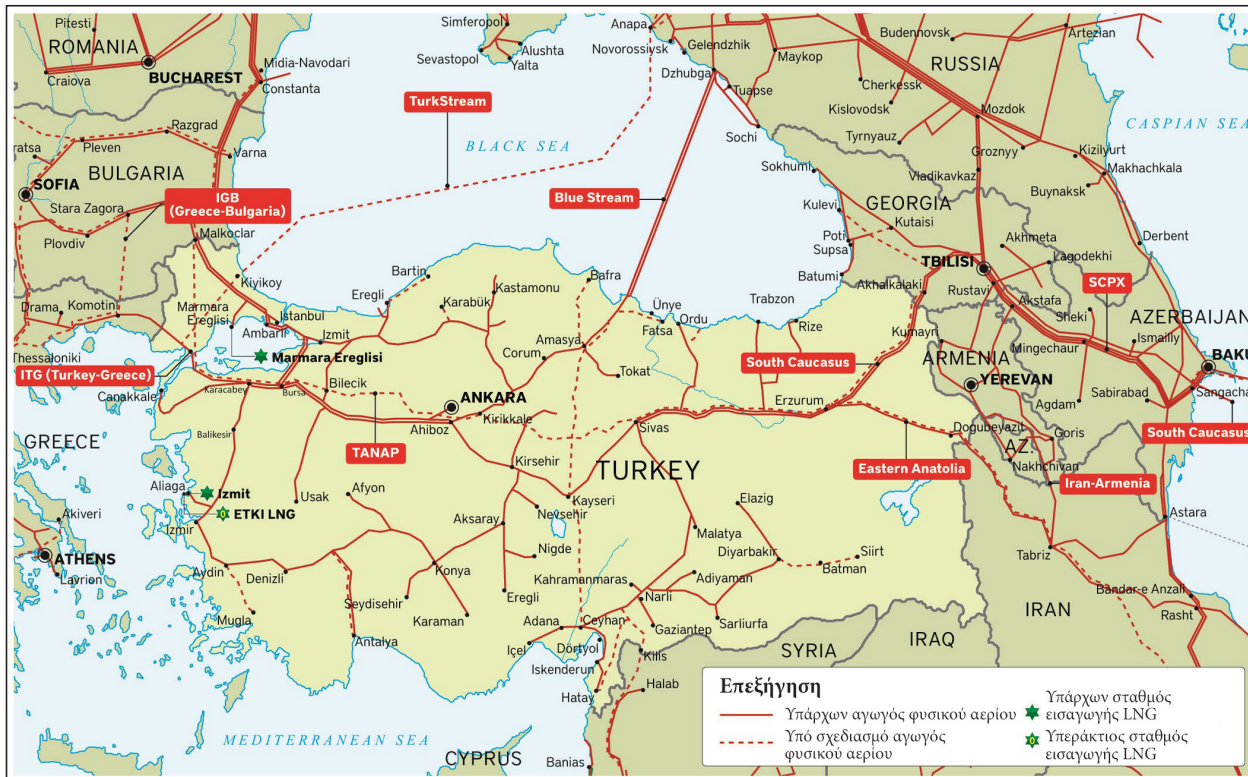 Pitesti
ROMANIA
BUCHAREST
Craiova
Midia-Navodari
Constanta
Razgrad
Pleven
ratsa
Varna
BULGARIA
SOFIA
Stara Zagora
IGB
(Greece-Bulgaria)
Plovdiv
Malkoclar
Simferopol
Sevastopol
Alushta
Yalta
TurkStream
BLACK SEA
Blue Stream
Anapa
Novorossiysk
Gelendzhik
Dzhubga
Tuapse
Sochi
Maykop
Budennovsk
Artezian
RUSSIA
Cherkessk
Kislovodsk
Mozdok
Tyrnyauz
Groznyy
Vladikavkaz
Kizilyurt
Makhachkala
Buynaksk
CASPIAN SEA
Derbent
Sokhumi
Kulevi
GEORGIA
Kutaisi
Poti
Supsa
Batumi
Akhmeta
Lagodekhi
TBILISI
Rustavi
Akhalkalaki
Akstafa
SCPX
Sheki
AZERBAIJAN
Ismailly
Mingechaur
BAKU
Kumayri
ARMENIA
YEREVAN
Agdam
Sabirabad
Sangacha
South Caucasus
Goris
AZ.
Nakhchivan
Iran-Armenia
Astara
Drama
Komotin
Thessaloniki
ITG (Turkey-Greece)
Canakkale
Kiyikoy
Marmara
Ereglisi
Istanbul
Ambarli
Izmit
Marmara Ereglisi
Karacabey
Bursa
Bilecik
Eregli
Bartin
Karabük
Kastamonu
Bafra
Ünye
Fatsa
Ordu
Trabzon
Rize
Amasya
Corum
Tokat
South Caucasus
ANKARA
Kirikkale
Ahiboz
TANAP
Sivas
Erzurum
Dogubeyazit
Eastern Anatolia
TURKEY
GREECE
Balikesir
Aliaga
Izmit
ETKI LNG
Izmir
Usak
Afyon
Kirsehir
Kayseri
Nevsehir
Aksaray
Nigde
Elazig
Malatya
Diyarbakir
Siirt
Batman
Akiveri
ATHENS
Lavrion
Aydin
Denizli
Mugla
Konya
Seydisehir
Karaman
Eregli
Antalya
Kahramanmaras
Adiyaman
Narli
Adana
Ceyhan
Gaziantep
Sarliurfa
Içel
Dörtyol
Iskenderun
Kilis
Hatay
Halab
SYRIA
IRAQ
IRAN
Tabriz
Bandar-e Anzali
Rasht
MEDITERRANEAN SEA
CYPRUS
Banias
Επεξήγηση
Υπάρχων αγωγός φυσικού αερίου
Υπό σχεδιασμό αγωγός
φυσικού αερίου
Υπάρχων σταθμός
εισαγωγής LNG
Υπεράκτιος σταθμός
εισαγωγής LNG